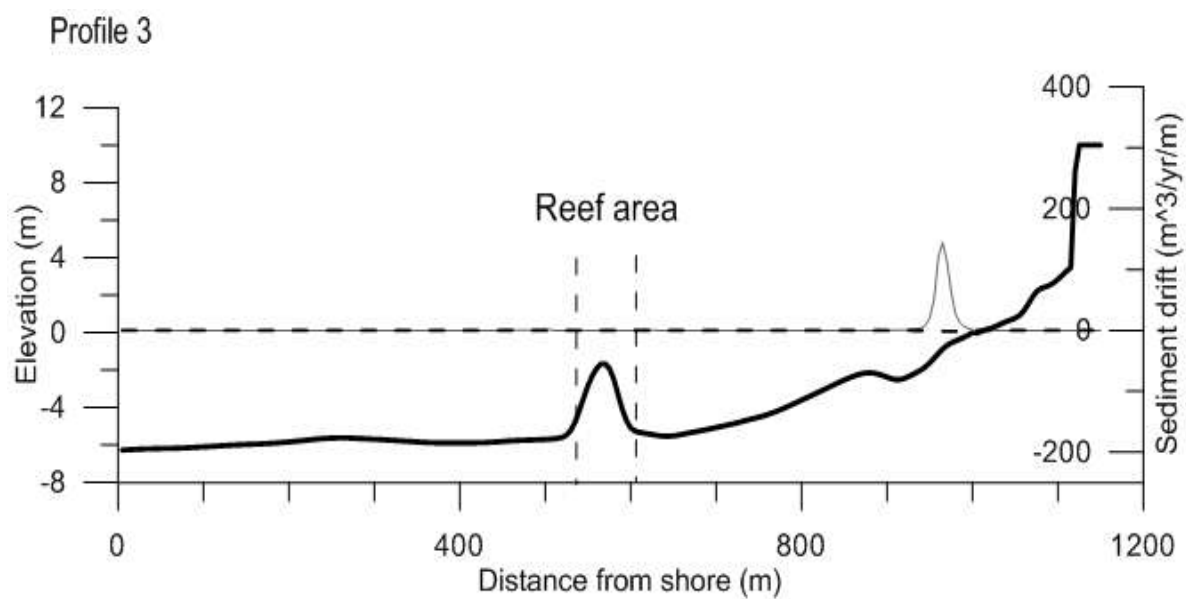 Profile 3
12
8
4
0
-4
-8
Elevation (m)
Reef area
400
200
0
-200
Sediment drift (m^3/yr/m)
0
400
800
1200
Distance from shore (m)